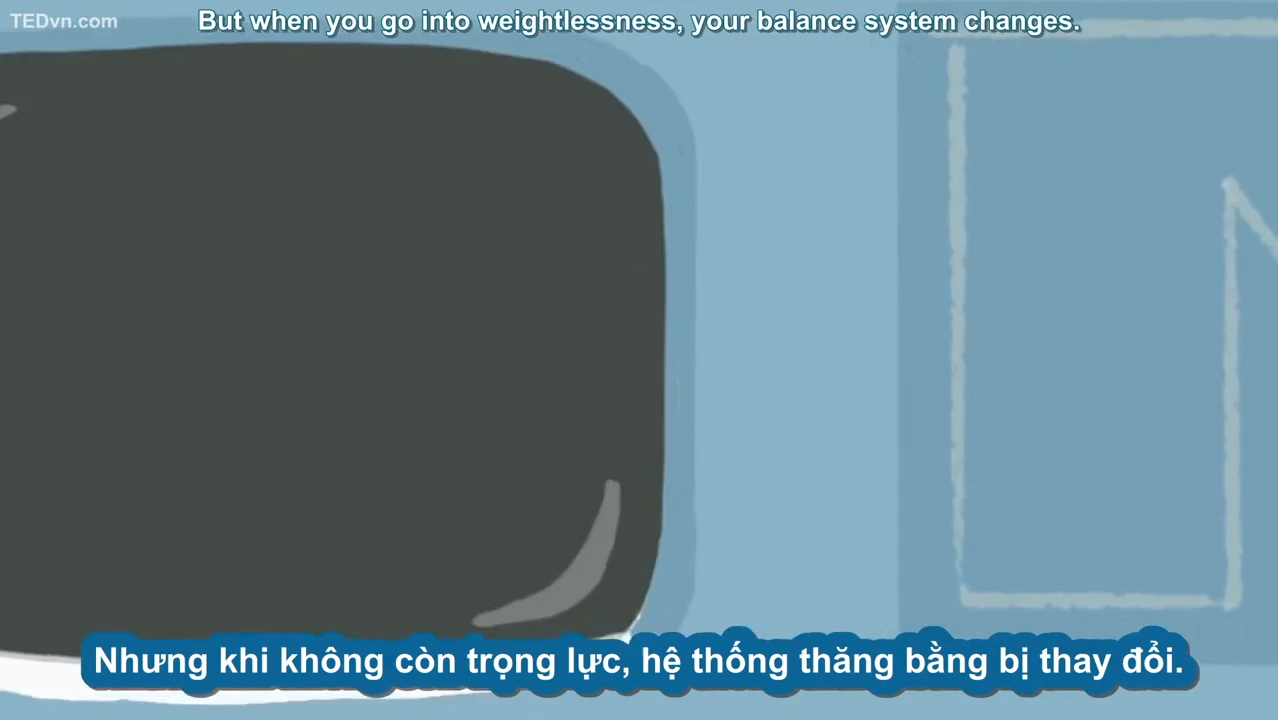 TEDvn.com
But when you go into weightlessness, your balance system changes.
Nhưng khi không còn trọng lực, hệ thống thăng bằng bị thay đổi.